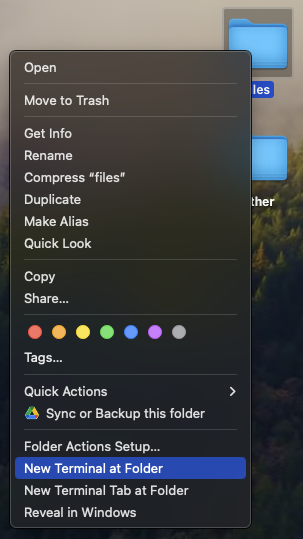 Open
Move to Trash
Get Info
Rename
Compress “files”
Duplicate
Make Alias
Quick Look
Copy
Share...
Tags...
Quick Actions
Sync or Backup this folder
Folder Actions Setup...
New Terminal at Folder
New Terminal Tab at Folder
Reveal in Windows
les
ther